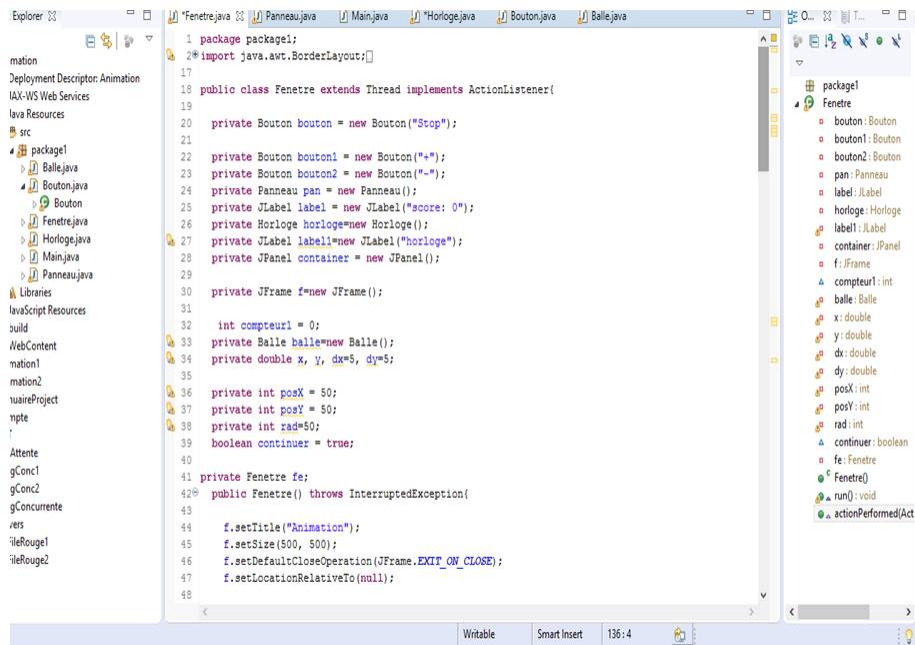 Explorer
mation
Deployment Descriptor: Animation
JAX-WS Web Services
Java Resources
src
package1
Balle.java
Bouton.java
Bouton
Fenetre.java
Horloge.java
Main.java
Panneau.java
Libraries
JavaScript Resources
build
WebContent
mation1
mation2
nuaireProject
mpte
Attente
gConc1
gConc2
gConcurrente
vers
ileRouge1
ileRouge2
*Fenetre.java Panneau.java Main.java *Horloge.java Bouton.java Balle.java
1 package package1;
2 import java.awt.BorderLayout;
17
18 public class Fenetre extends Thread implements ActionListener{
19
20 private Bouton bouton = new Bouton("Stop");
21
22 private Bouton bouton1 = new Bouton("+");
23 private Bouton bouton2 = new Bouton("-");
24 private Panneau pan = new Panneau();
25 private JLabel label = new JLabel("score: 0");
26 private Horloge horloge=new Horloge();
27 private JLabel label1=new JLabel("horloge");
28 private JPanel container = new JPanel();
29
30 private JFrame f=new JFrame();
31
32 int compteur1 = 0;
33 private Balle balle=new Balle();
34 private double x, y, dx=5, dy=5;
35
36 private int posX = 50;
37 private int posY = 50;
38 private int rad=50;
39 boolean continuer = true;
40
41 private Fenetre fe;
42 public Fenetre() throws InterruptedException{
43
44 f.setTitle("Animation");
45 f.setSize(500, 500);
46 f.setDefaultCloseOperation(JFrame.EXIT_ON_CLOSE);
47 f.setLocationRelativeTo(null);
48
O... T...
package1
Fenetre
bouton : Bouton
bouton1 : Bouton
bouton2 : Bouton
pan : Panneau
label : JLabel
horloge : Horloge
label1 : JLabel
container : JPanel
f : JFrame
compteur1 : int
balle : Balle
x : double
y : double
dx : double
dy : double
posX : int
posY : int
rad : int
continuer : boolean
fe : Fenetre
Fenetre()
run() : void
actionPerformed(Act
Writable Smart Insert 136 : 4